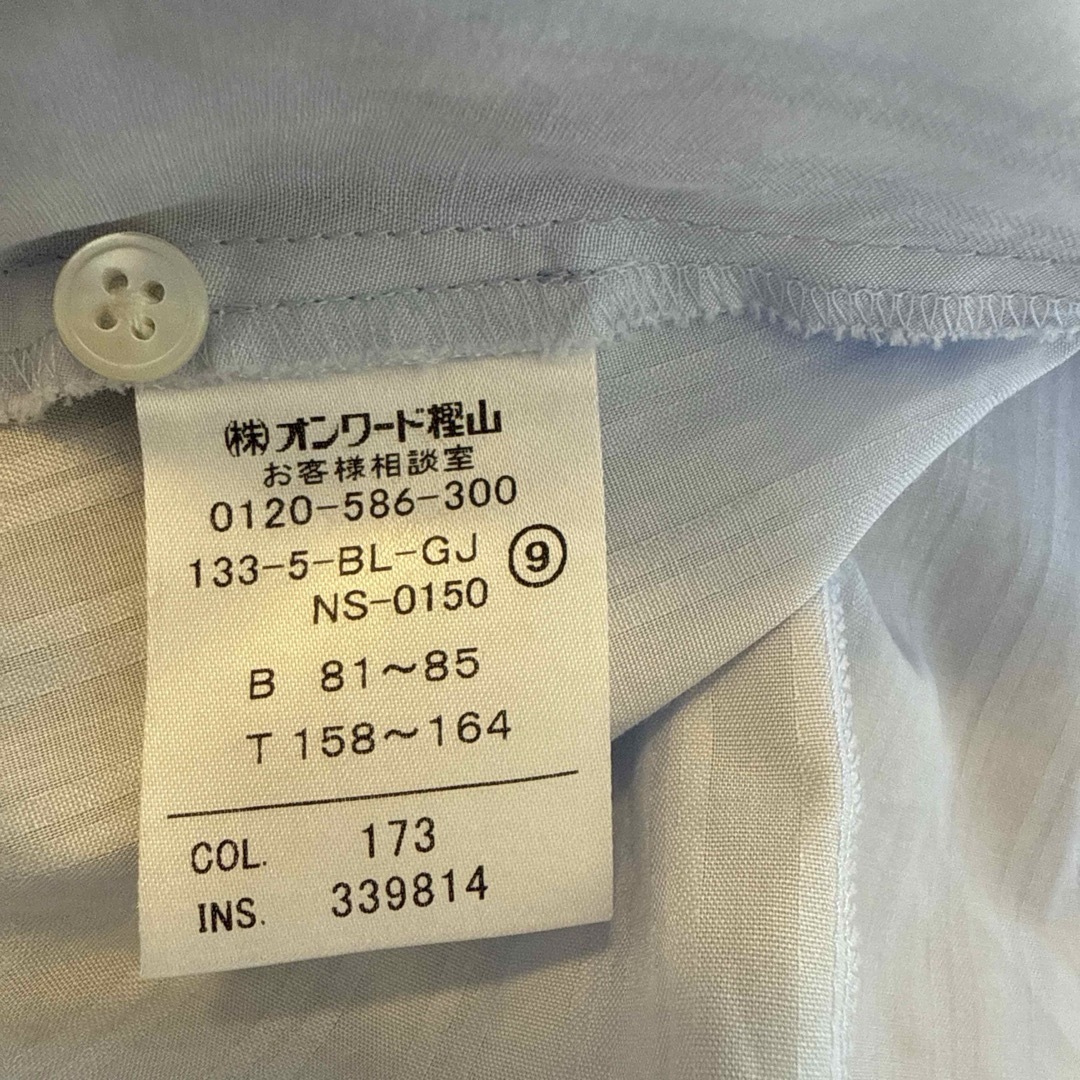 (株)オンワード樫山
お客様相談室
0120-586-300
133-5-BL-GJ ⑨
NS-0150
B 81～85
T 158～164
COL. 173
INS. 339814